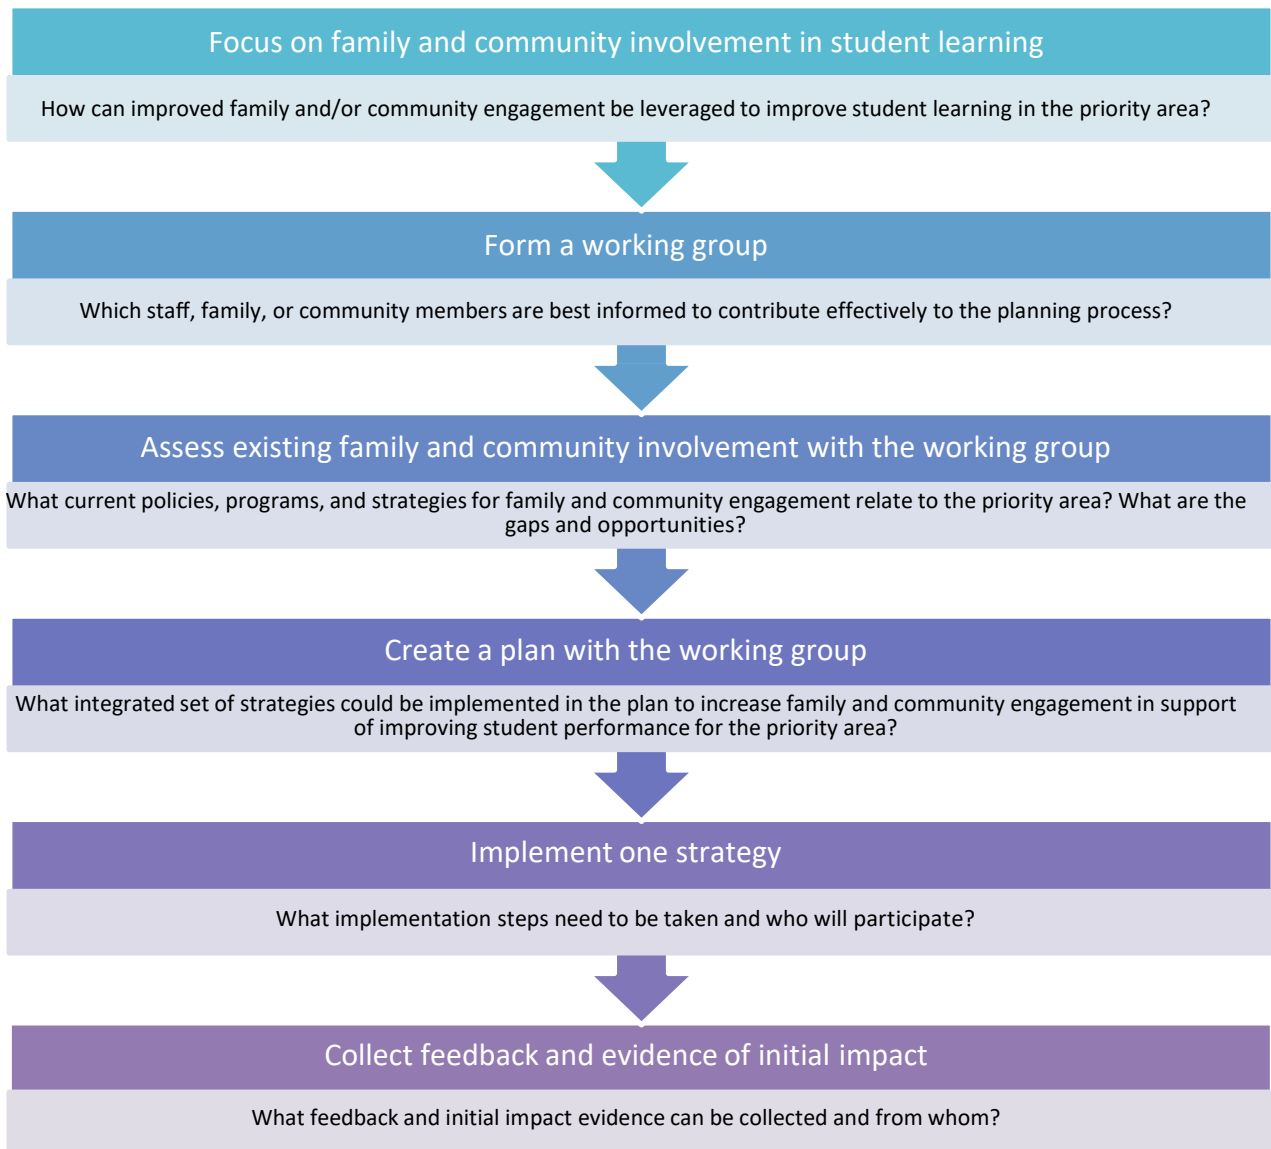 Focus on family and community involvement in student learning
How can improved family and/or community engagement be leveraged to improve student learning in the priority area?
Form a working group
Which staff, family, or community members are best informed to contribute effectively to the planning process?
Assess existing family and community involvement with the working group
What current policies, programs, and strategies for family and community engagement relate to the priority area? What are the
gaps and opportunities?
Create a plan with the working group
What integrated set of strategies could be implemented in the plan to increase family and community engagement in support
of improving student performance for the priority area?
Implement one strategy
What implementation steps need to be taken and who will participate?
Collect feedback and evidence of initial impact
What feedback and initial impact evidence can be collected and from whom?